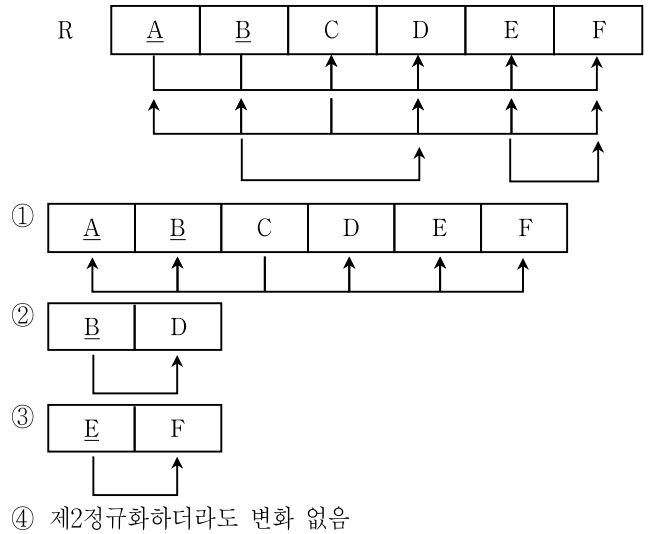 R A B C D E F
① A B C D E F
② B D
③ E F
④ 제2정규화하더라도 변화 없음